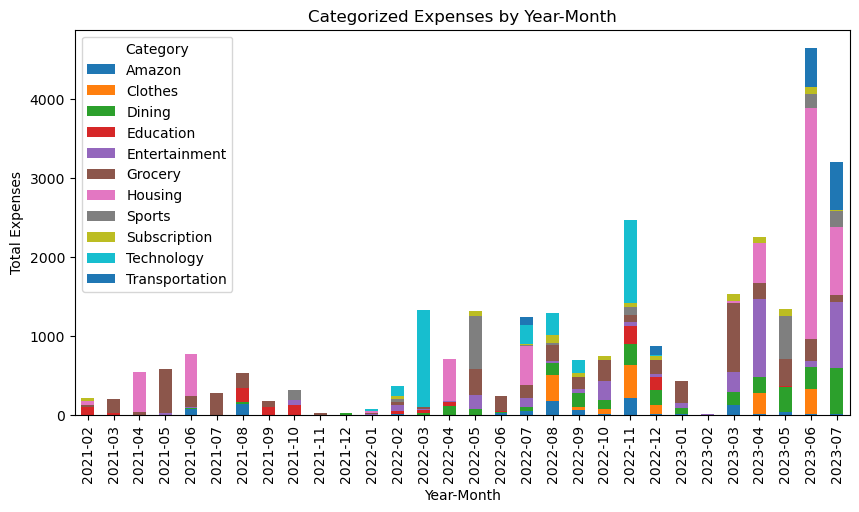 Categorized Expenses by Year-Month
Category
Amazon
Clothes
Dining
Education
Entertainment
Grocery
Housing
Sports
Subscription
Technology
Transportation
Total Expenses
4000
3000
2000
1000
0
2021-02
2021-03
2021-04
2021-05
2021-06
2021-07
2021-08
2021-09
2021-10
2021-11
2021-12
2022-01
2022-02
2022-03
2022-04
2022-05
2022-06
2022-07
2022-08
2022-09
2022-10
2022-11
2022-12
2023-01
2023-02
2023-03
2023-04
2023-05
2023-06
2023-07
Year-Month